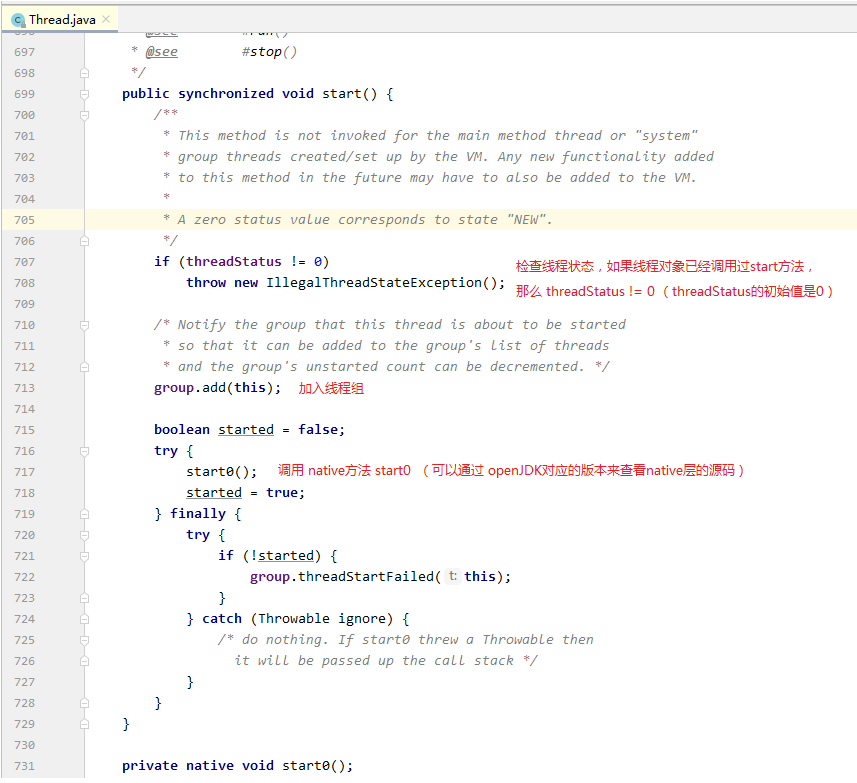 Thread.java
696 * @see #run()
697 * @see #stop()
698 */
699 public synchronized void start() {
700 /**
701 * This method is not invoked for the main method thread or "system"
702 * group threads created/set up by the VM. Any new functionality added
703 * to this method in the future may have to also be added to the VM.
704 *
705 * A zero status value corresponds to state "NEW".
706 */
707 if (threadStatus != 0) 检查线程状态，如果线程对象已经调用过start方法，
708 throw new IllegalThreadStateException(); 那么 threadStatus != 0（threadStatus的初始值是0）
709
710 /* Notify the group that this thread is about to be started
711 * so that it can be added to the group's list of threads
712 * and the group's unstarted count can be decremented. */
713 group.add(this); 加入线程组
714
715 boolean started = false;
716 try {
717 start0(); 调用 native方法 start0 （可以通过 openJDK对应的版本来查看native层的源码）
718 started = true;
719 } finally {
720 try {
721 if (!started) {
722 group.threadStartFailed( t: this);
723 }
724 } catch (Throwable ignore) {
725 /* do nothing. If start0 threw a Throwable then
726 it will be passed up the call stack */
727 }
728 }
729 }
730
731 private native void start0();